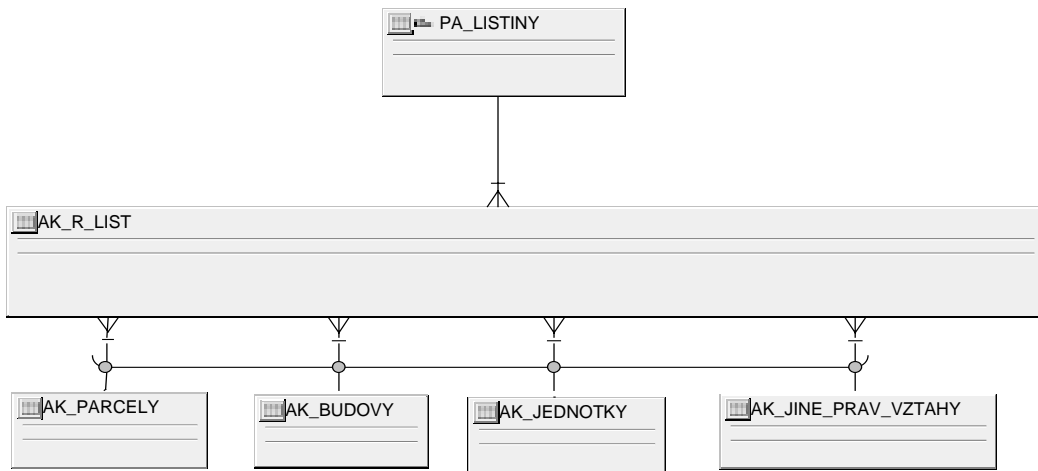 PA_LISTINY
AK_R_LIST
AK_PARCELY
AK_BUDOVY
AK_JEDNOTKY
AK_JINE_PRAV_VZTAHY